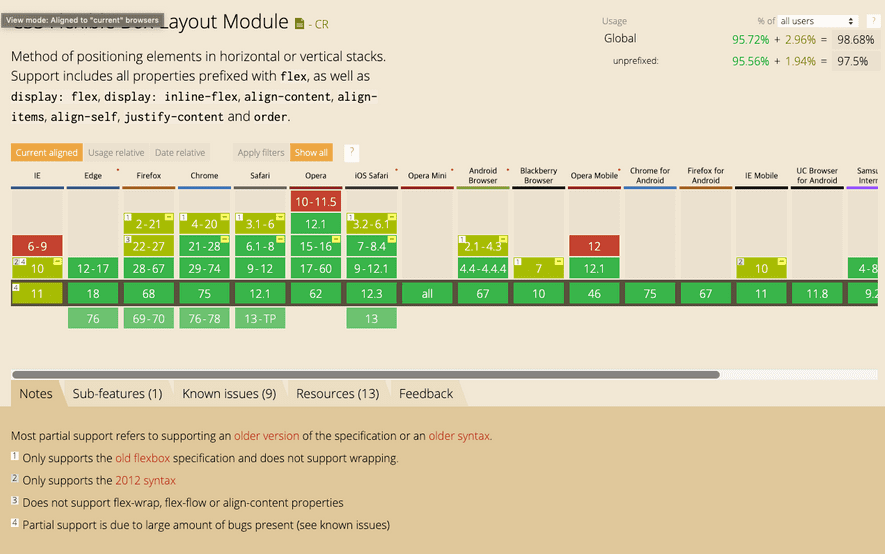 View mode: Aligned to "current" browsers
Layout Module - CR
Usage % of all users ?
Global 95.72% + 2.96% = 98.68%
unprefixed: 95.56% + 1.94% = 97.5%
Method of positioning elements in horizontal or vertical stacks.
Support includes all properties prefixed with flex, as well as
display: flex, display: inline-flex, align-content, align-
items, align-self, justify-content and order.
Current aligned Usage relative Date relative Apply filters Show all ?
IE Edge * Firefox Chrome Safari Opera iOS Safari * Opera Mini * Android Browser * Blackberry Browser Opera Mobile * Chrome for Android Firefox for Android IE Mobile UC Browser for Android
10-11.5
1 2-21 1 4-20 1 3.1-6 12.1 1 3.2-6.1
6-9 3 22-27 21-28 6.1-8 15-16 7-8.4 1 2.1-4.3 12
2 4 10 12-17 28-67 29-74 9-12 17-60 9-12.1 4.4-4.4.4 1 7 12.1 2 10 4-8
4 11 18 68 75 12.1 62 12.3 all 67 10 46 75 67 11 11.8 9.2
76 69-70 76-78 13-TP 13
Notes Sub-features (1) Known issues (9) Resources (13) Feedback
Most partial support refers to supporting an older version of the specification or an older syntax.
1 Only supports the old flexbox specification and does not support wrapping.
2 Only supports the 2012 syntax
3 Does not support flex-wrap, flex-flow or align-content properties
4 Partial support is due to large amount of bugs present (see known issues)